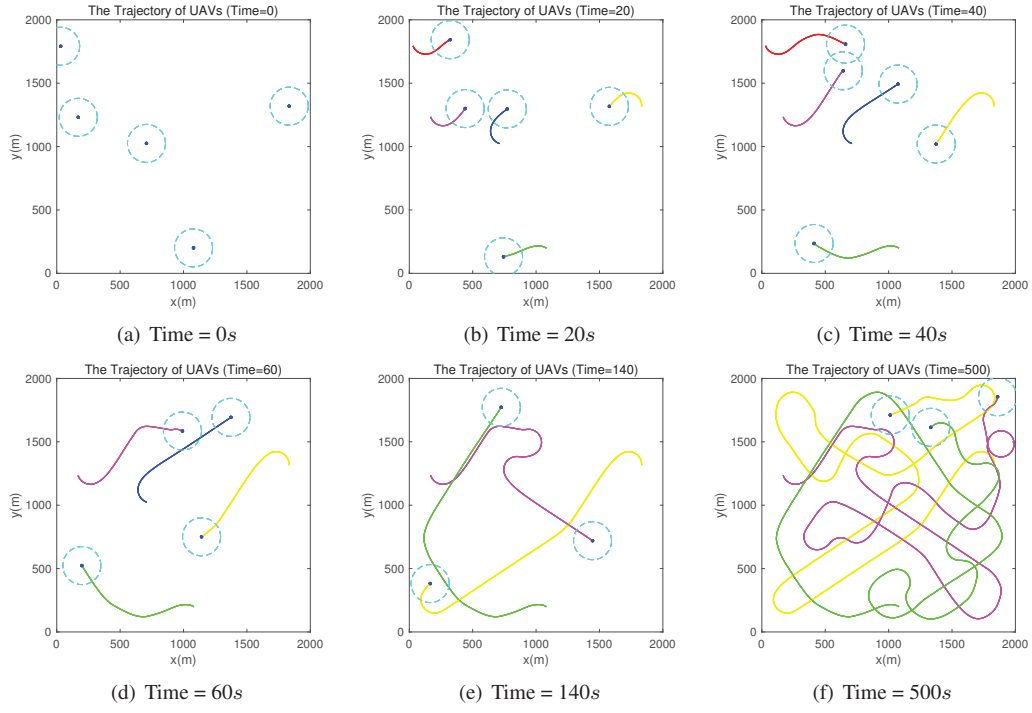 The Trajectory of UAVs (Time=0)
2000
1500
1000
500
0
y(m)
0 500 1000 1500 2000
x(m)
(a) Time = 0s
The Trajectory of UAVs (Time=20)
2000
1500
1000
500
0
y(m)
0 500 1000 1500 2000
x(m)
(b) Time = 20s
The Trajectory of UAVs (Time=40)
2000
1500
1000
500
0
y(m)
0 500 1000 1500 2000
x(m)
(c) Time = 40s
The Trajectory of UAVs (Time=60)
2000
1500
1000
500
0
y(m)
0 500 1000 1500 2000
x(m)
(d) Time = 60s
The Trajectory of UAVs (Time=140)
2000
1500
1000
500
0
y(m)
0 500 1000 1500 2000
x(m)
(e) Time = 140s
The Trajectory of UAVs (Time=500)
2000
1500
1000
500
0
y(m)
0 500 1000 1500 2000
x(m)
(f) Time = 500s